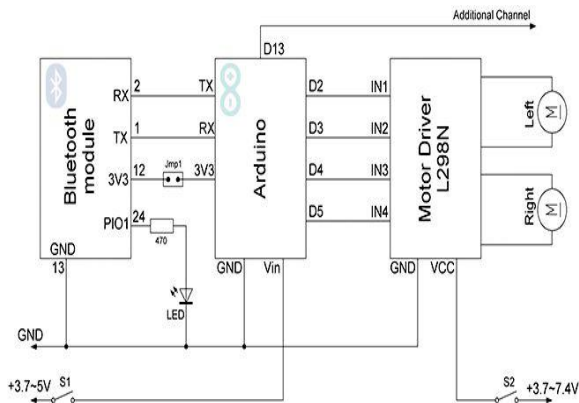 Additional Channel
D13
Bluetooth module
RX 2 TX
TX 1 RX
3V3 12 Jmp1 3V3
PIO1 24
470
GND
13
LED
Arduino
D2 IN1
D3 IN2
D4 IN3
D5 IN4
GND Vin
Motor Driver
L298N
GND VCC
Left
M
Right
M
GND
+3.7~5V S1
S2 +3.7~7.4V